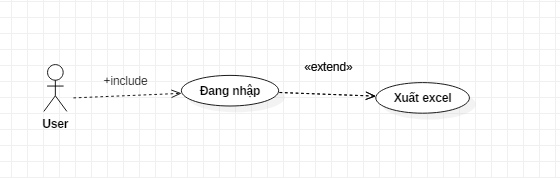 «extend»
+include
Đang nhập
Xuất excel
User